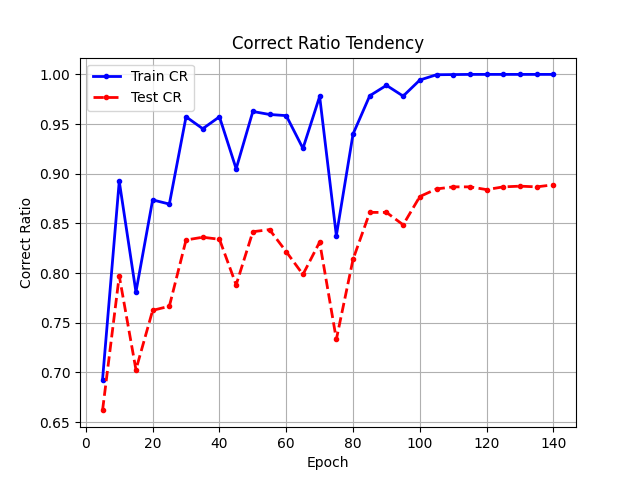 Correct Ratio Tendency
Train CR
Test CR
1.00
0.95
0.90
0.85
0.80
0.75
0.70
0.65
Correct Ratio
0 20 40 60 80 100 120 140
Epoch